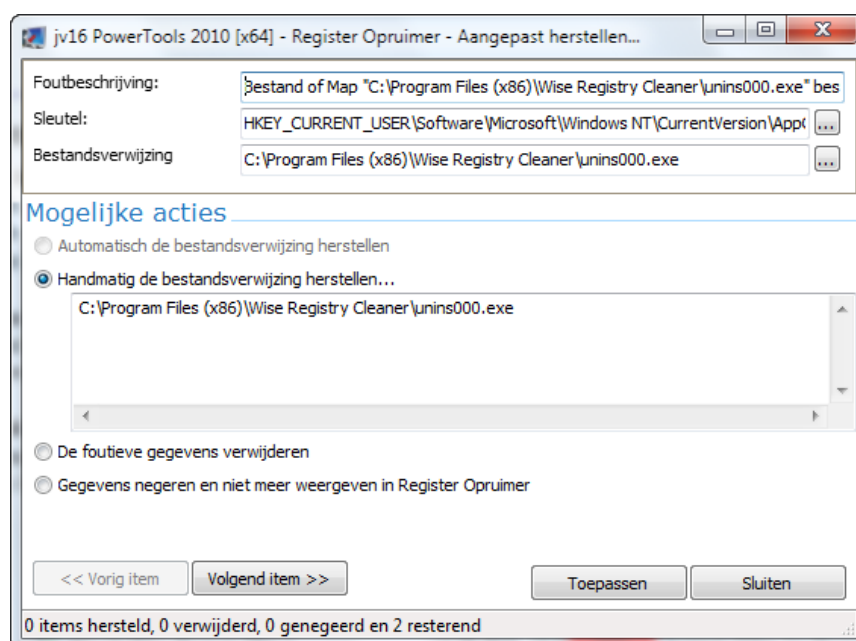 jv16 PowerTools 2010 [x64] - Register Opruimer - Aangepast herstellen...
Foutbeschrijving:
Bestand of Map "C:\Program Files (x86)\Wise Registry Cleaner\unins000.exe" bes
Sleutel:
HKEY_CURRENT_USER\Software\Microsoft\Windows NT\CurrentVersion\App
...
Bestandsverwijzing
C:\Program Files (x86)\Wise Registry Cleaner\unins000.exe
...
Mogelijke acties
Automatisch de bestandsverwijzing herstellen
Handmatig de bestandsverwijzing herstellen...
C:\Program Files (x86)\Wise Registry Cleaner\unins000.exe
De foutieve gegevens verwijderen
Gegevens negeren en niet meer weergeven in Register Opruimer
<< Vorig item
Volgend item >>
Toepassen
Sluiten
0 items hersteld, 0 verwijderd, 0 genegeerd en 2 resterend